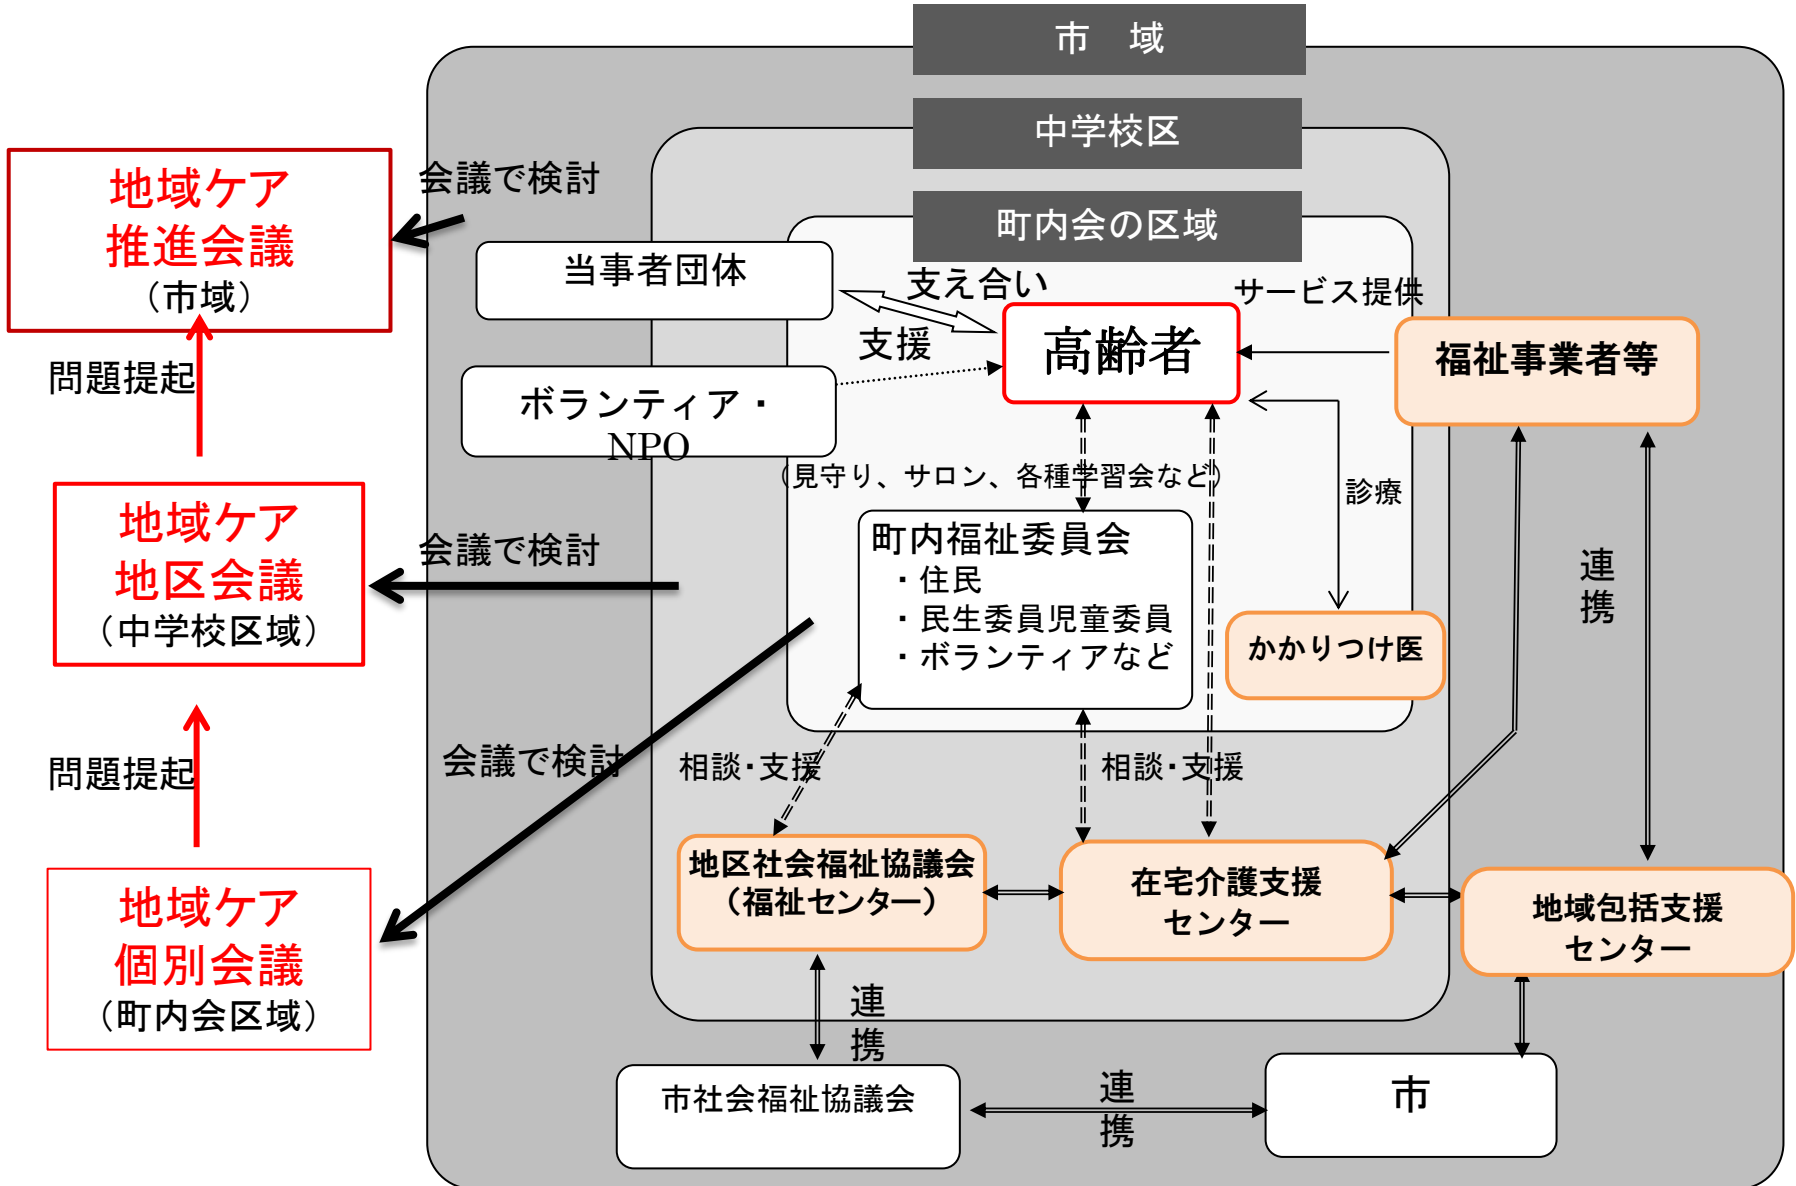 市　域
中学校区
町内会の区域
地域ケア
推進会議
（市域）
会議で検討
当事者団体
支え合い
サービス提供
高齢者
福祉事業者等
支援
問題提起
ボランティア・
NPO
（見守り、サロン、各種学習会など）
診療
地域ケア
地区会議
（中学校区域）
会議で検討
町内福祉委員会
・住民
・民生委員児童委員
・ボランティアなど
連
携
かかりつけ医
問題提起
会議で検討
相談・支援
相談・支援
地区社会福祉協議会
（福祉センター）
在宅介護支援
センター
地域包括支援
センター
地域ケア
個別会議
（町内会区域）
連
携
市社会福祉協議会
連
携
市